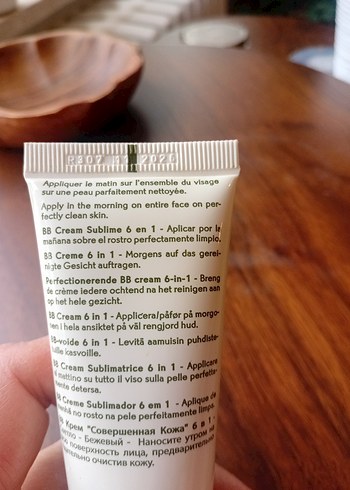 Appliquer le matin sur l'ensemble du visage
sur une peau parfaitement nettoyée.
Apply in the morning on entire face on per-
fectly clean skin.
BB Cream Sublime 6 en 1 - Aplicar por la
mañana sobre el rostro perfectamente limpio.
BB Creme 6 in 1 - Morgens auf das gerei-
nigte Gesicht auftragen.
Perfectionerende BB cream 6-in-1 - Breng
de crème iedere ochtend na het reinigen aan
op het hele gezicht.
BB Cream 6 in 1 - Applicera/påfør på morgo-
nen i hela ansiktet på väl rengjord hud.
BB-voide 6 in 1 - Levitä aamuisin puhdiste-
tulle kasvoille.
BB Cream Sublimatrice 6 in 1 - Applicare
al mattino su tutto il viso sulla pelle perfetta-
mente detersa.
BB Creme Sublimador 6 em 1 - Aplique de
manhã no rosto na pele perfeitamente limpa.
ВВ Крем "Совершенная Кожа" 6 в 1
- Бежевый - Наносите утром на
поверхность лица, предварительно
очистив кожу.